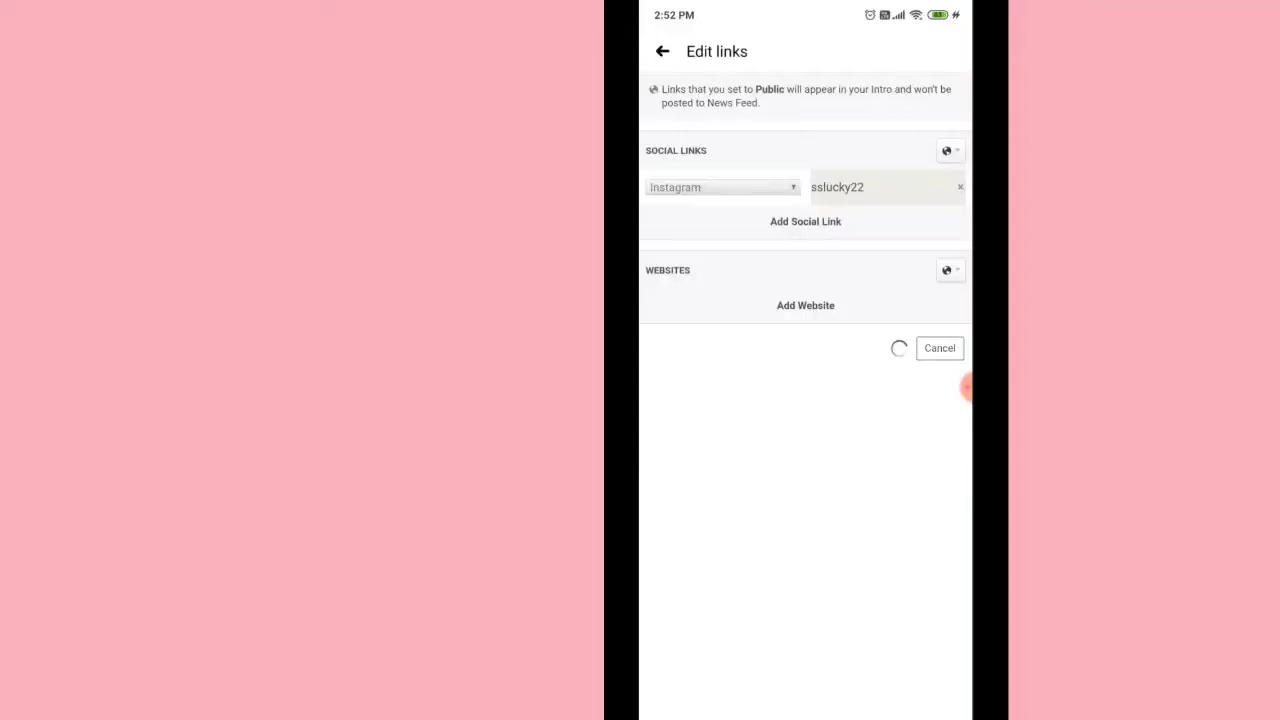 2:52 PM
Edit links
Links that you set to Public will appear in your Intro and won't be
posted to News Feed.
SOCIAL LINKS
Instagram
sslucky22
Add Social Link
WEBSITES
Add Website
Cancel